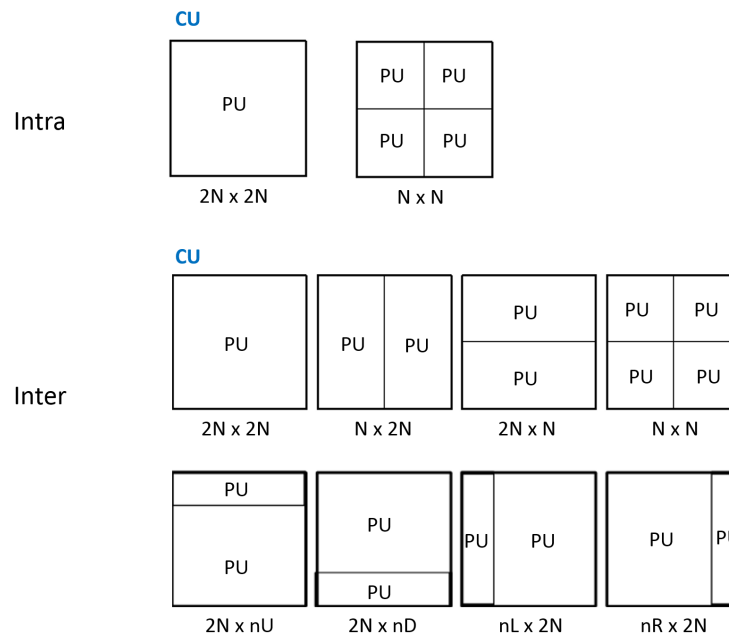 CU
PU
PU PU
Intra
PU PU
2N x 2N N x N
CU
PU PU
PU
PU PU PU
PU
PU PU
Inter
2N x 2N N x 2N 2N x N N x N
PU
PU
PU PU PU
PU
PU
2N x nU 2N x nD nL x 2N nR x 2N